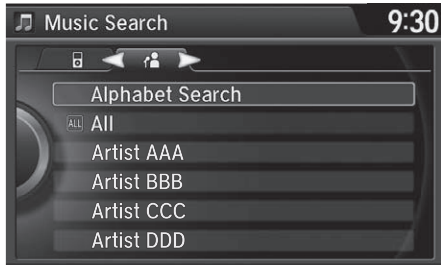 Music Search 9:30
Alphabet Search
ALL All
Artist AAA
Artist BBB
Artist CCC
Artist DDD